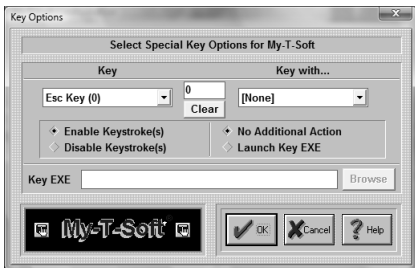 Key Options
Select Special Key Options for My-T-Soft
Key
Key with...
Esc Key (0)
0
[None]
Clear
Enable Keystroke(s)
No Additional Action
Disable Keystroke(s)
Launch Key EXE
Key EXE
Browse
My-T-Soft
OK
Cancel
Help